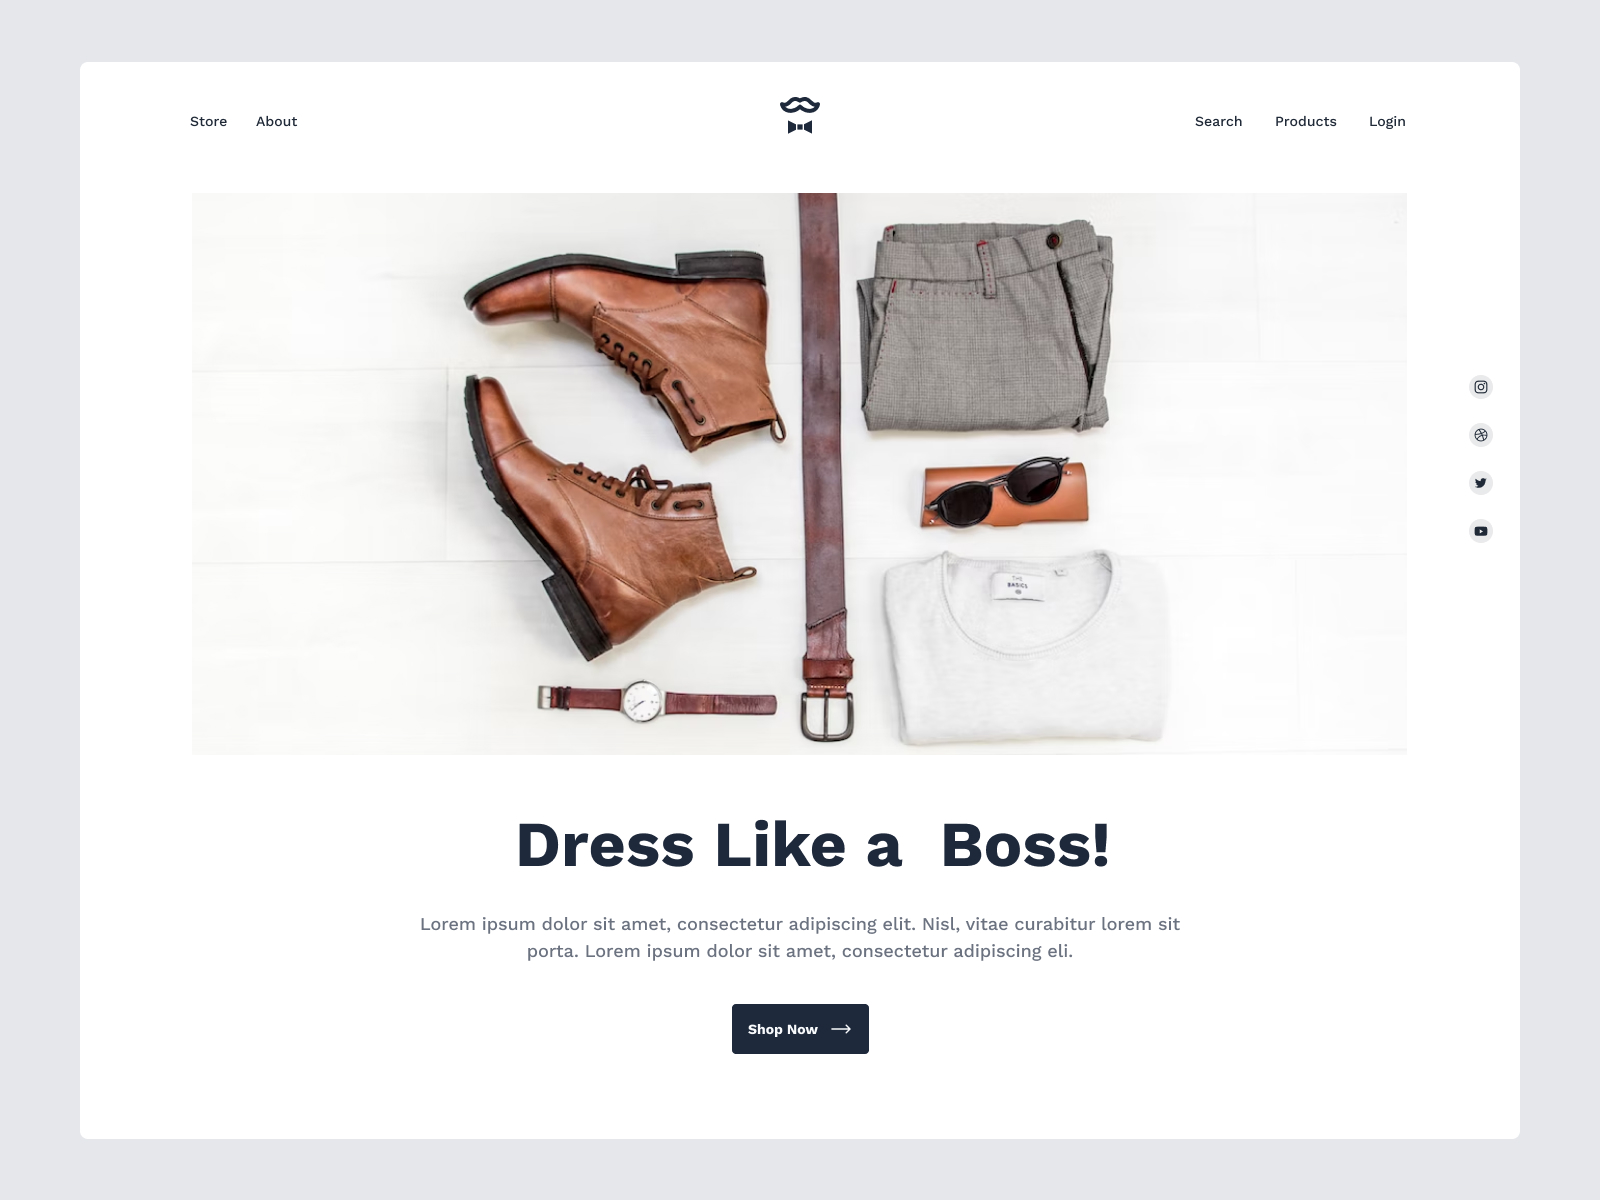 Store About Search Products Login
THE
BASICS
Dress Like a  Boss!
Lorem ipsum dolor sit amet, consectetur adipiscing elit. Nisl, vitae curabitur lorem sit
porta. Lorem ipsum dolor sit amet, consectetur adipiscing eli.
Shop Now